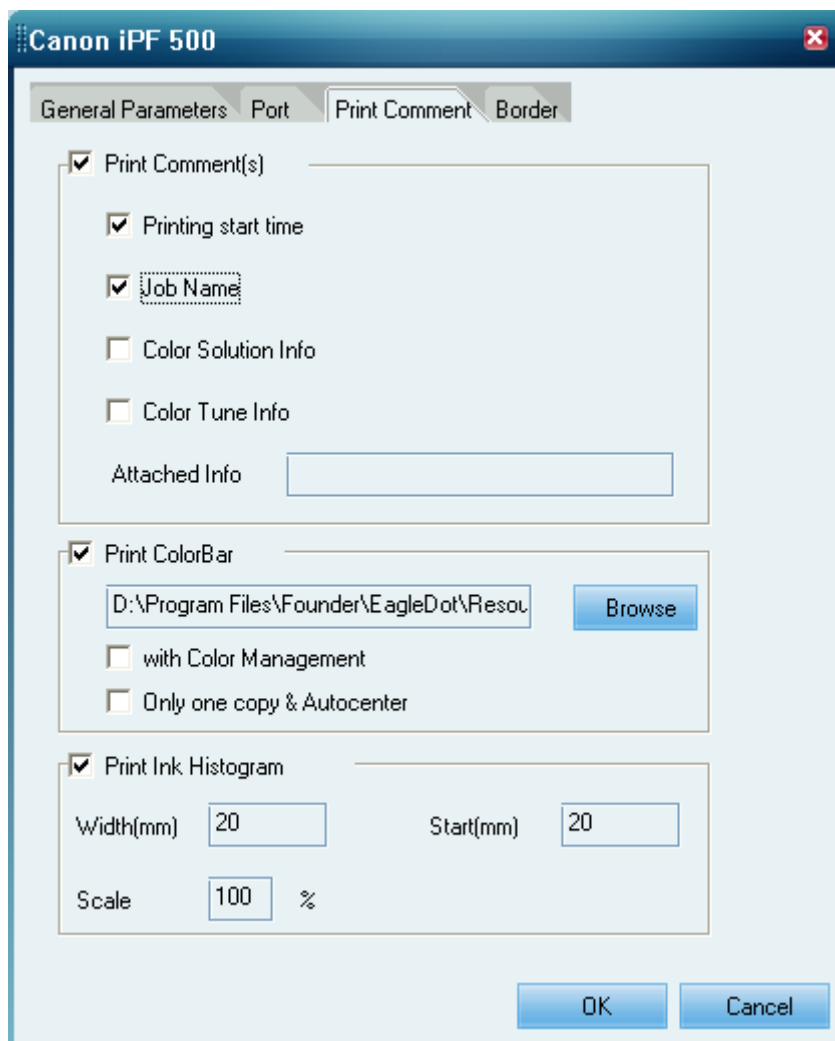 Canon iPF 500
General Parameters Port Print Comment Border
Print Comment(s)
Printing start time
Job Name
Color Solution Info
Color Tune Info
Attached Info
Print ColorBar
D:\Program Files\Founder\EagleDot\Resou
Browse
with Color Management
Only one copy & Autocenter
Print Ink Histogram
Width(mm) 20 Start(mm) 20
Scale 100 %
OK Cancel